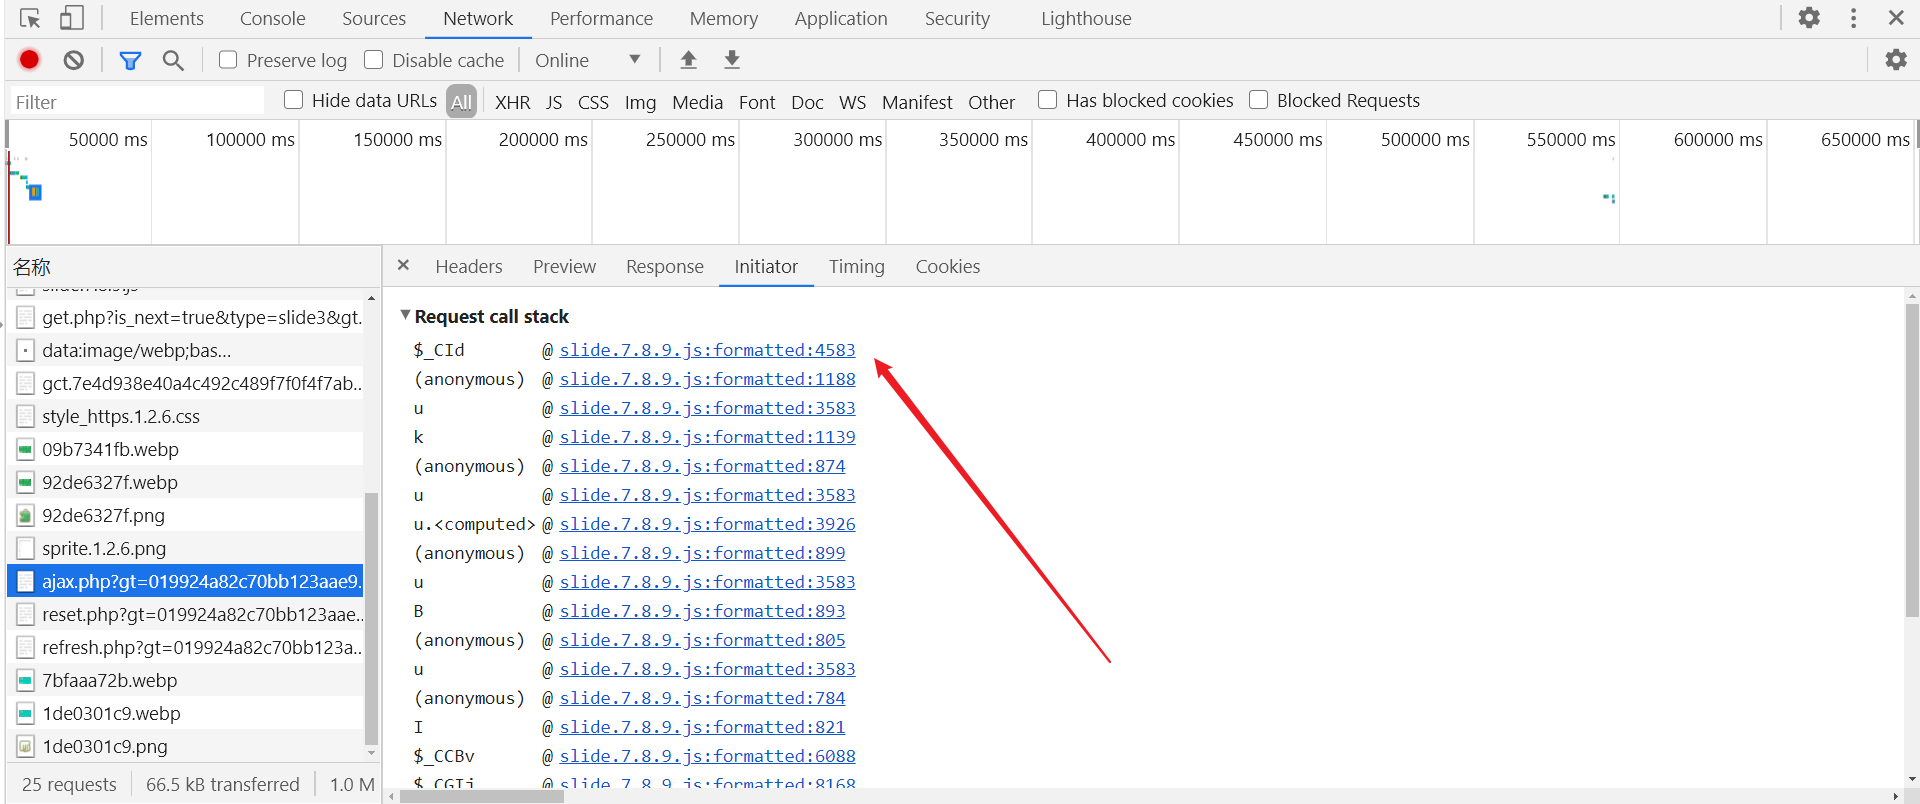 Elements Console Sources Network Performance Memory Application Security Lighthouse
Preserve log Disable cache Online
Filter Hide data URLs All XHR JS CSS Img Media Font Doc WS Manifest Other Has blocked cookies Blocked Requests
50000 ms 100000 ms 150000 ms 200000 ms 250000 ms 300000 ms 350000 ms 400000 ms 450000 ms 500000 ms 550000 ms 600000 ms 650000 ms
名称
get.php?is_next=true&type=slide3&gt.
data:image/webp;bas...
gct.7e4d938e40a4c492c489f7f0f4f7ab..
style_https.1.2.6.css
09b7341fb.webp
92de6327f.webp
92de6327f.png
sprite.1.2.6.png
ajax.php?gt=019924a82c70bb123aae9.
reset.php?gt=019924a82c70bb123aae..
refresh.php?gt=019924a82c70bb123a..
7bfaaa72b.webp
1de0301c9.webp
1de0301c9.png
25 requests 66.5 kB transferred 1.0 M
Headers Preview Response Initiator Timing Cookies
Request call stack
$_CId @ slide.7.8.9.js:formatted:4583
(anonymous) @ slide.7.8.9.js:formatted:1188
u @ slide.7.8.9.js:formatted:3583
k @ slide.7.8.9.js:formatted:1139
(anonymous) @ slide.7.8.9.js:formatted:874
u @ slide.7.8.9.js:formatted:3583
u.<computed> @ slide.7.8.9.js:formatted:3926
(anonymous) @ slide.7.8.9.js:formatted:899
u @ slide.7.8.9.js:formatted:3583
B @ slide.7.8.9.js:formatted:893
(anonymous) @ slide.7.8.9.js:formatted:805
u @ slide.7.8.9.js:formatted:3583
(anonymous) @ slide.7.8.9.js:formatted:784
I @ slide.7.8.9.js:formatted:821
$_CCBv @ slide.7.8.9.js:formatted:6088
$_CGIj @ slide.7.8.9.js:formatted:8168